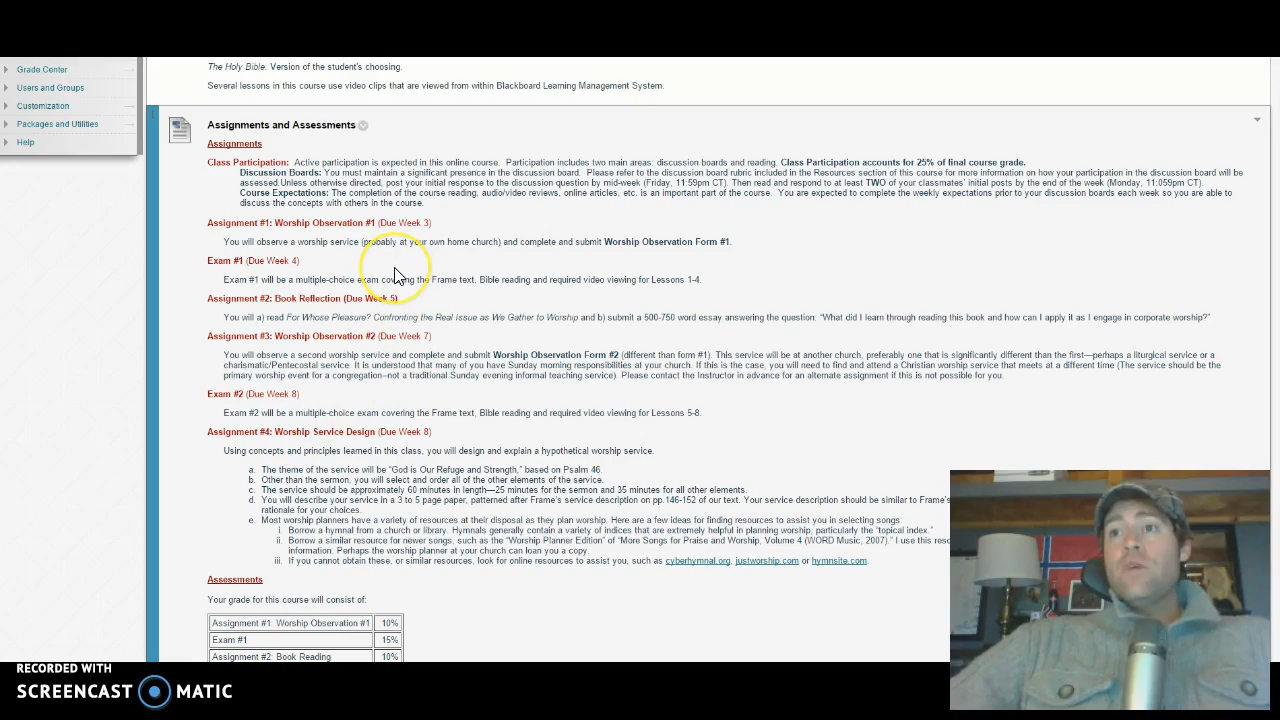 Grade Center
Users and Groups
Customization
Packages and Utilities
Help
The Holy Bible. Version of the student's choosing.
Several lessons in this course use video clips that are viewed from within Blackboard Learning Management System.
Assignments and Assessments
Assignments
Class Participation: Active participation is expected in this online course. Participation includes two main areas: discussion boards and reading. Class Participation accounts for 25% of final course grade.
Discussion Boards: You must maintain a significant presence in the discussion board. Please refer to the discussion board rubric included in the Resources section of this course for more information on how your participation in the discussion board will be
assessed.Unless otherwise directed, post your initial response to the discussion question by mid-week (Friday, 11:59pm CT). Then read and respond to at least TWO of your classmates' initial posts by the end of the week (Monday, 11:059pm CT).
Course Expectations: The completion of the course reading, audio/video reviews, online articles, etc. is an important part of the course. You are expected to complete the weekly expectations prior to your discussion boards each week so you are able to
discuss the concepts with others in the course.
Assignment #1: Worship Observation #1 (Due Week 3)
You will observe a worship service (probably at your own home church) and complete and submit Worship Observation Form #1.
Exam #1 (Due Week 4)
Exam #1 will be a multiple-choice exam covering the Frame text, Bible reading and required video viewing for Lessons 1-4.
Assignment #2: Book Reflection (Due Week 5)
You will a) read For Whose Pleasure? Confronting the Real Issue as We Gather to Worship and b) submit a 500-750 word essay answering the question: "What did I learn through reading this book and how can I apply it as I engage in corporate worship?"
Assignment #3: Worship Observation #2 (Due Week 7)
You will observe a second worship service and complete and submit Worship Observation Form #2 (different than form #1). This service will be at another church, preferably one that is significantly different than the first—perhaps a liturgical service or a
charismatic/Pentecostal service. It is understood that many of you have Sunday morning responsibilities at your church. If this is the case, you will need to find and attend a Christian worship service that meets at a different time (The service should be the
primary worship event for a congregation–not a traditional Sunday evening informal teaching service). Please contact the Instructor in advance for an alternate assignment if this is not possible for you.
Exam #2 (Due Week 8)
Exam #2 will be a multiple-choice exam covering the Frame text, Bible reading and required video viewing for Lessons 5-8.
Assignment #4: Worship Service Design (Due Week 8)
Using concepts and principles learned in this class, you will design and explain a hypothetical worship service.
a. The theme of the service will be "God is Our Refuge and Strength," based on Psalm 46.
b. Other than the sermon, you will select and order all of the other elements of the service.
c. The service should be approximately 60 minutes in length—25 minutes for the sermon and 35 minutes for all other elements.
d. You will describe your service in a 3 to 5 page paper, patterned after Frame's service description on pp.146-152 of our text. Your service description should be similar to Frame's
rationale for your choices.
e. Most worship planners have a variety of resources at their disposal as they plan worship. Here are a few ideas for finding resources to assist you in selecting songs:
i. Borrow a hymnal from a church or library. Hymnals generally contain a variety of indices that are extremely helpful in planning worship, particularly the "topical index."
ii. Borrow a similar resource for newer songs, such as the "Worship Planner Edition" of "More Songs for Praise and Worship, Volume 4 (WORD Music, 2007)." I use this
information. Perhaps the worship planner at your church can loan you a copy.
iii. If you cannot obtain these, or similar resources, look for online resources to assist you, such as cyberhymnal.org, justworship.com or hymnsite.com.
Assessments
Your grade for this course will consist of:
Assignment #1: Worship Observation #1 10%
Exam #1 15%
Assignment #2: Book Reading 10%
RECORDED WITH
SCREENCAST MATIC